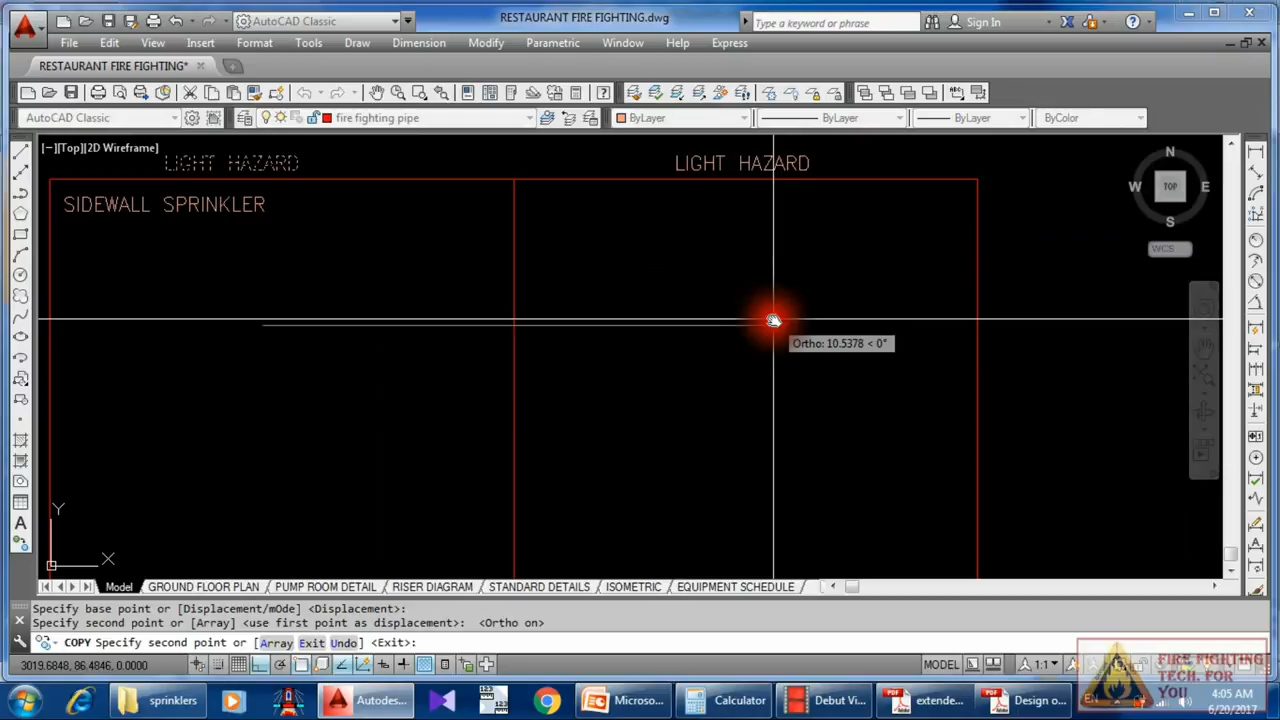 AutoCAD Classic
RESTAURANT FIRE FIGHTING.dwg
Type a keyword or phrase
Sign In
File Edit View Insert Format Tools Draw Dimension Modify Parametric Window Help Express
RESTAURANT FIRE FIGHTING*
AutoCAD Classic
fire fighting pipe
ByLayer
ByLayer
ByLayer
ByColor
[−][Top][2D Wireframe]
LIGHT HAZARD
LIGHT HAZARD
SIDEWALL SPRINKLER
N
W
TOP
E
S
WCS
Ortho: 10.5378 < 0°
Y
X
Model GROUND FLOOR PLAN PUMP ROOM DETAIL RISER DIAGRAM STANDARD DETAILS ISOMETRIC EQUIPMENT SCHEDULE
Specify base point or [Displacement/mOde] <Displacement>:
Specify second point or [Array] <use first point as displacement>: <Ortho on>
COPY Specify second point or [Array Exit Undo] <Exit>:
3019.6848, 86.4846, 0.0000
MODEL
1:1
FIRE FIGHTING
TECH. FOR
YOU
sprinklers
Autodes...
Microso...
Calculator
Debut Vi...
extende...
Design o...
EN
4:05 AM
6/20/2017